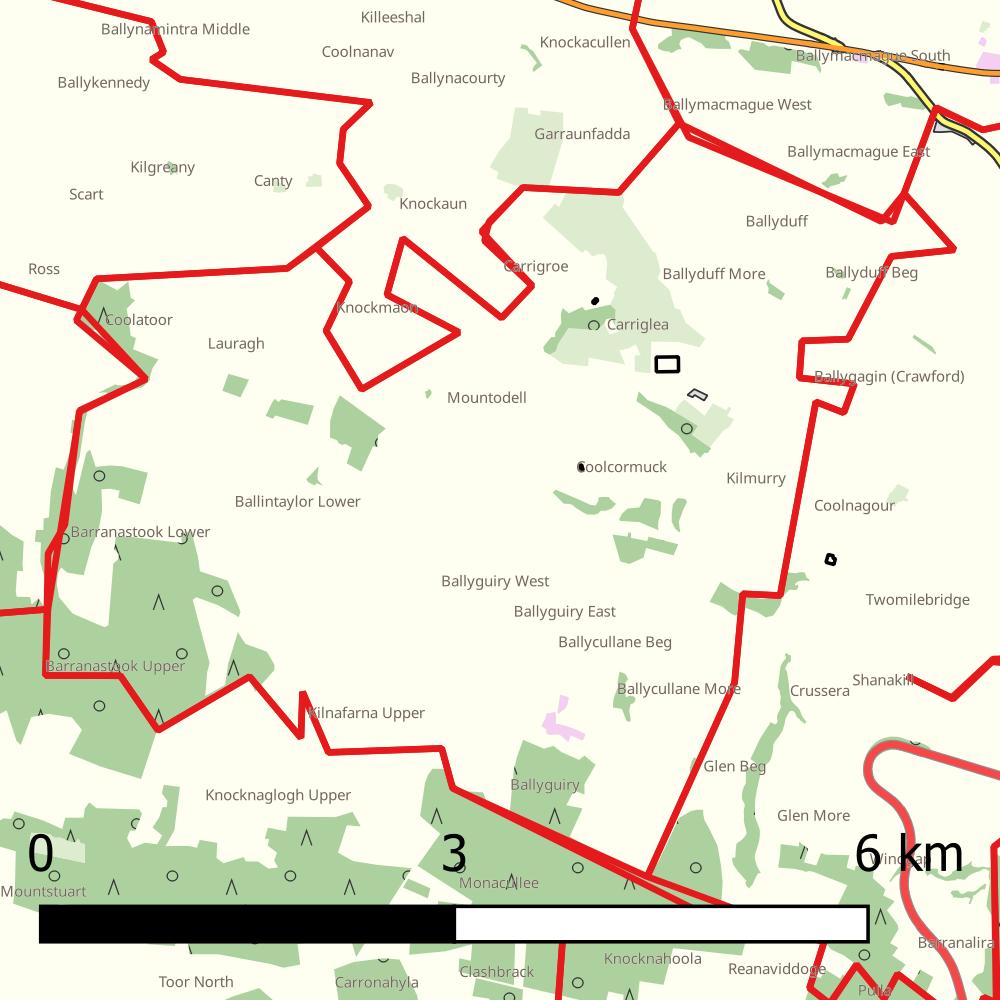 Killeeshal
Ballynamintra Middle
Knockacullen
Coolnanav
Ballymacmague South
Ballynacourty
Ballykennedy
Ballymacmague West
Garraunfadda
Ballymacmague East
Kilgreany
Canty
Scart
Knockaun
Ballyduff
Ross
Carrigroe
Ballyduff More
Ballyduff Beg
Knockmaon
Coolatoor
Carriglea
Lauragh
Ballygagin (Crawford)
Mountodell
Coolcormuck
Kilmurry
Ballintaylor Lower
Coolnagour
Barranastook Lower
Ballyguiry West
Twomilebridge
Ballyguiry East
Ballycullane Beg
Barranastook Upper
Shanakill
Ballycullane More
Crussera
Kilnafarna Upper
Glen Beg
Ballyguiry
Knocknaglogh Upper
Glen More
0 3 6 km
Windgap
Monacullee
Mountstuart
Barranalira
Knocknahoola
Reanaviddoge
Clashbrack
Toor North
Carronahyla
Pulla